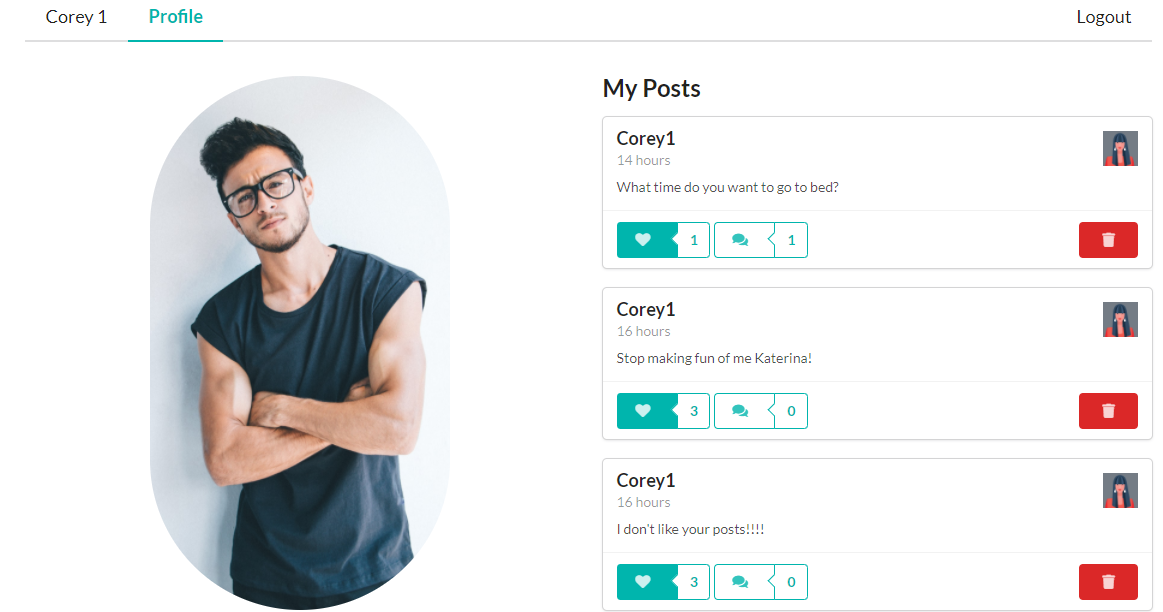 Corey 1 Profile Logout
My Posts
Corey1
14 hours
What time do you want to go to bed?
1 1
Corey1
16 hours
Stop making fun of me Katerina!
3 0
Corey1
16 hours
I don't like your posts!!!!
3 0